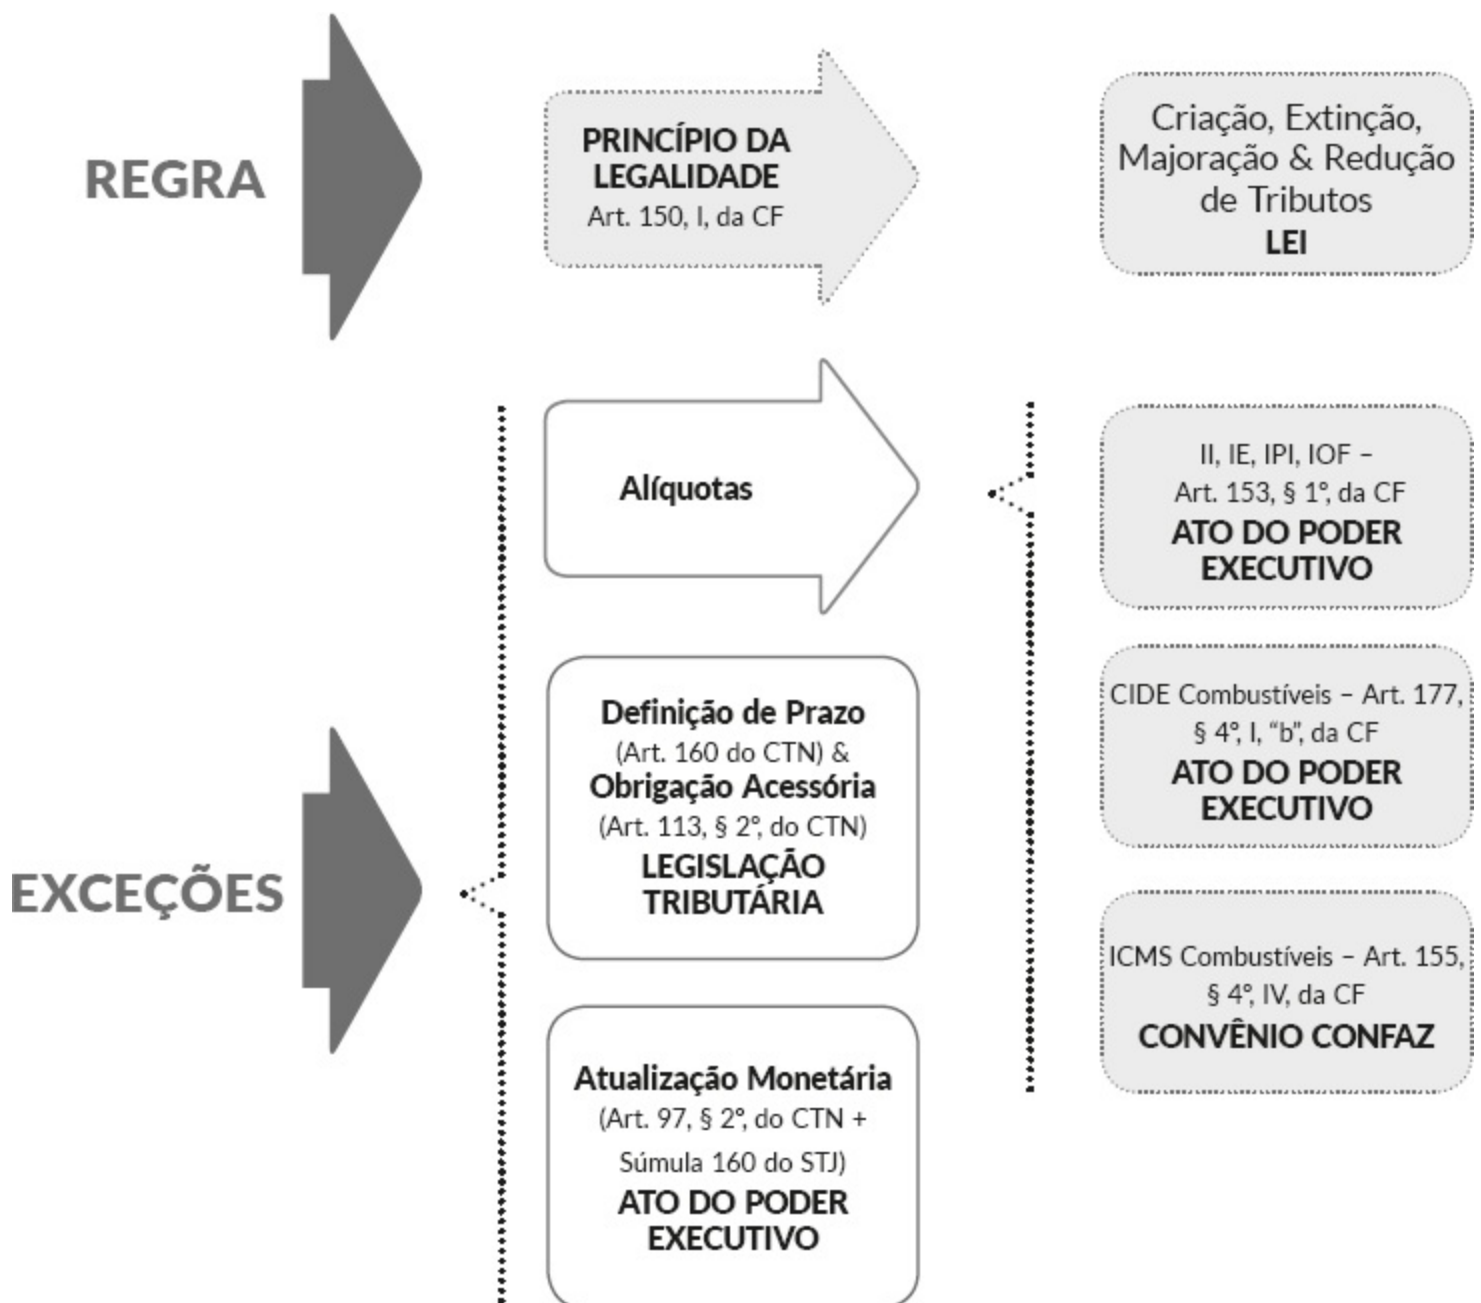 REGRA
PRINCÍPIO DA
LEGALIDADE
Art. 150, I, da CF
Criação, Extinção,
Majoração & Redução
de Tributos
LEI
EXCEÇÕES
Alíquotas
II, IE, IPI, IOF –
Art. 153, § 1º, da CF
ATO DO PODER
EXECUTIVO
CIDE Combustíveis – Art. 177,
§ 4º, I, “b”, da CF
ATO DO PODER
EXECUTIVO
ICMS Combustíveis – Art. 155,
§ 4º, IV, da CF
CONVÊNIO CONFAZ
Definição de Prazo
(Art. 160 do CTN) &
Obrigação Acessória
(Art. 113, § 2º, do CTN)
LEGISLAÇÃO
TRIBUTÁRIA
Atualização Monetária
(Art. 97, § 2º, do CTN +
Súmula 160 do STJ)
ATO DO PODER
EXECUTIVO